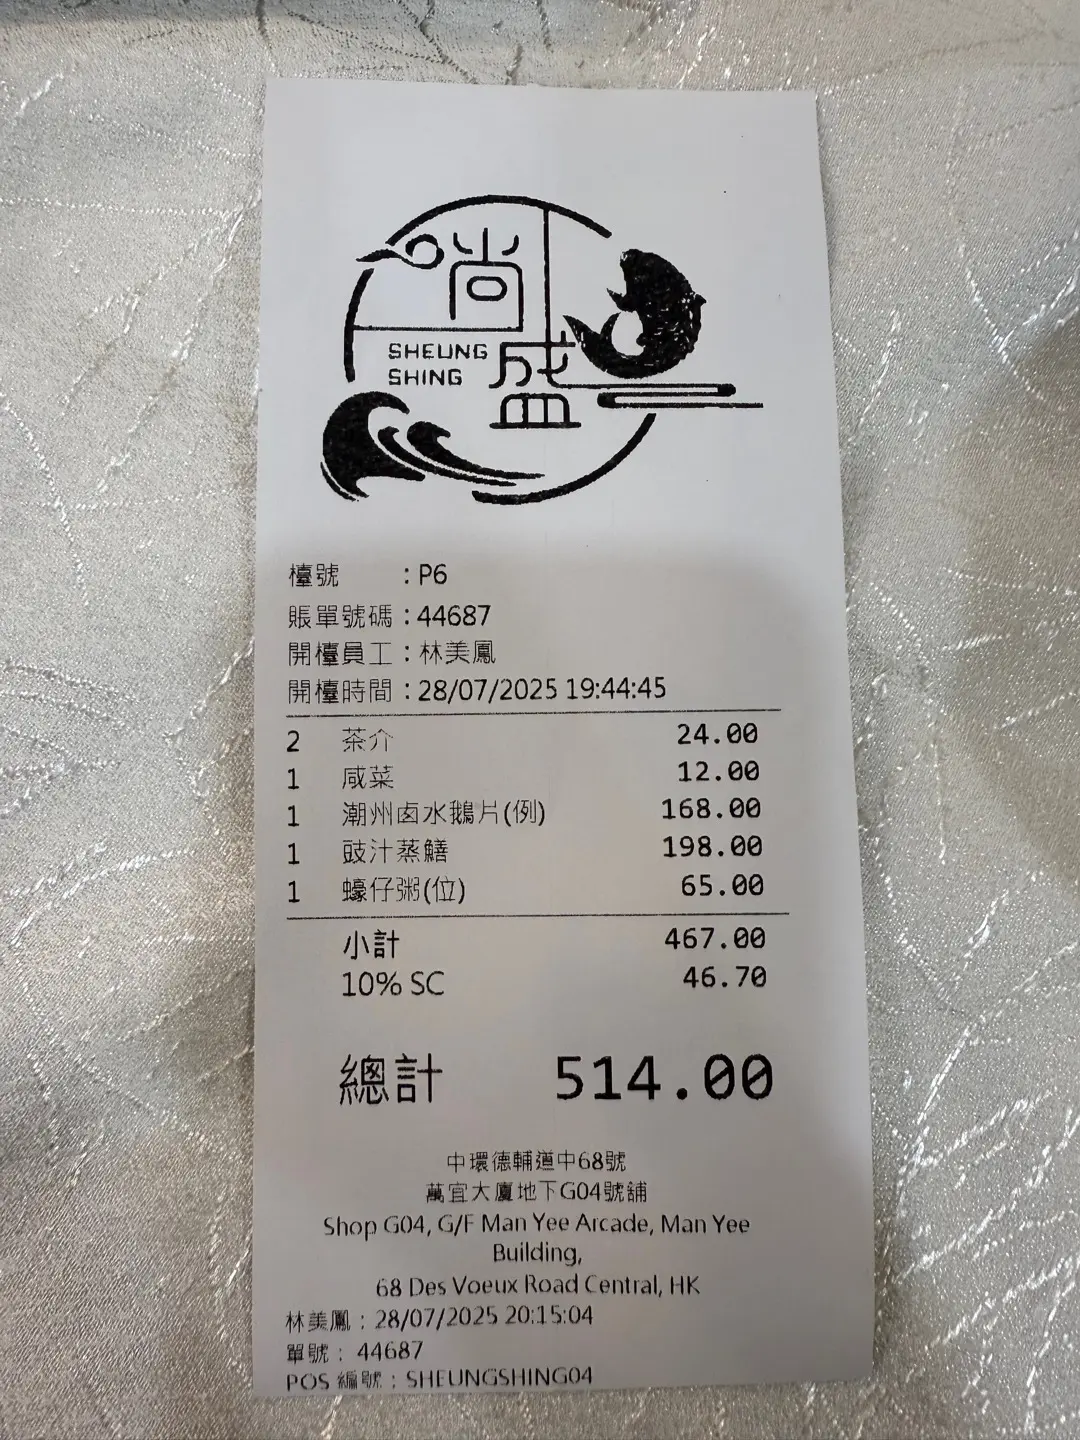 尚盛
SHEUNG
SHING
檯號 : P6
賬單號碼 : 44687
開檯員工 : 林美鳳
開檯時間 : 28/07/2025 19:44:45
2 茶介 24.00
1 咸菜 12.00
1 潮州卤水鵝片(例) 168.00
1 豉汁蒸鱔 198.00
1 蠔仔粥(位) 65.00
小計 467.00
10% SC 46.70
總計 514.00
中環德輔道中68號
萬宜大廈地下G04號舖
Shop G04, G/F Man Yee Arcade, Man Yee
Building,
68 Des Voeux Road Central, HK
林美鳳 : 28/07/2025 20:15:04
單號 : 44687
POS 編號 : SHEUNGSHING04